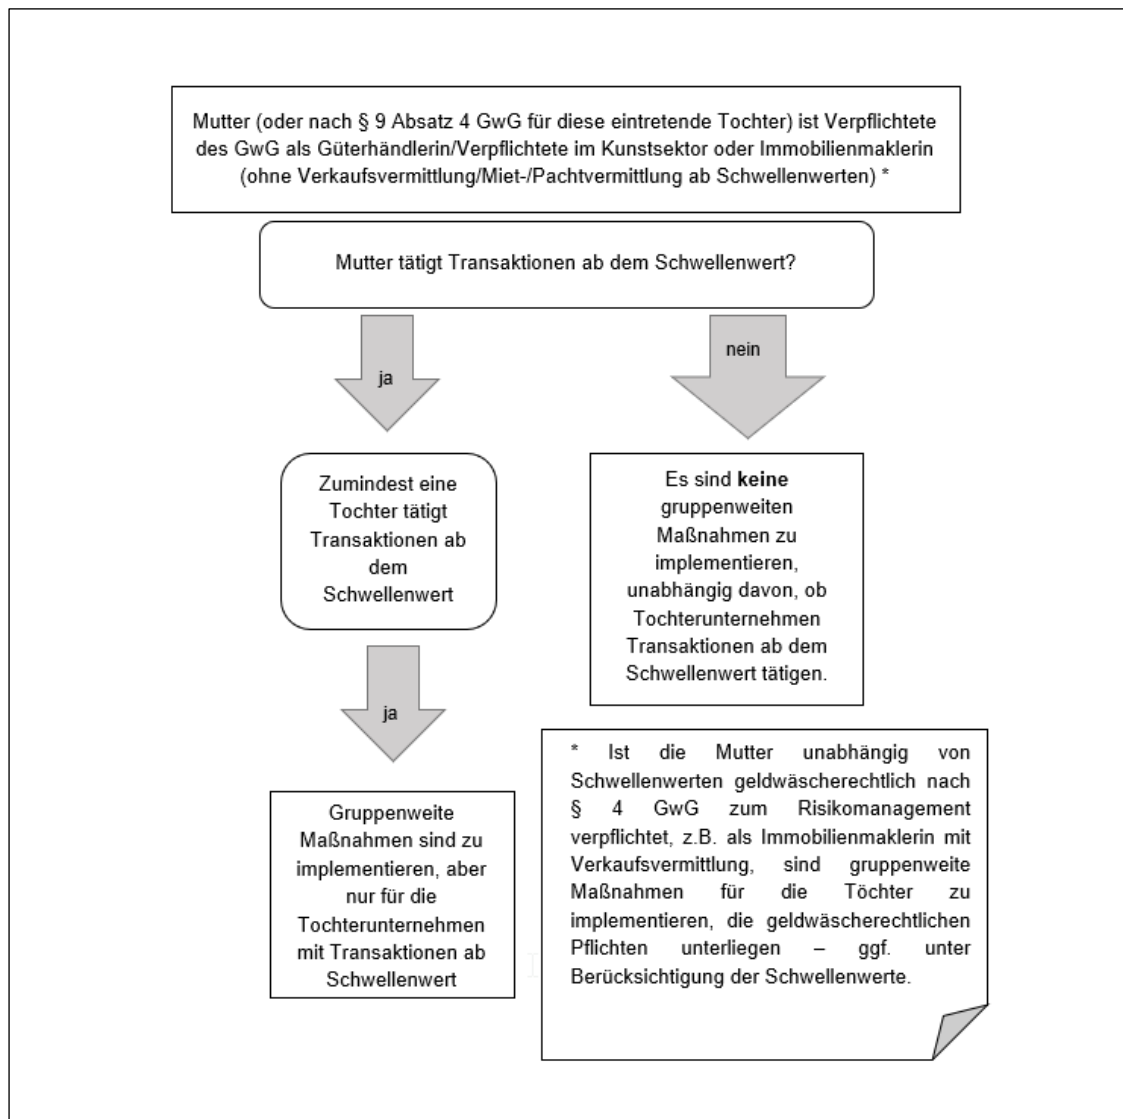 Mutter (oder nach § 9 Absatz 4 GwG für diese eintretende Tochter) ist Verpflichtete
des GwG als Güterhändlerin/Verpflichtete im Kunstsektor oder Immobilienmaklerin
(ohne Verkaufsvermittlung/Miet-/Pachtvermittlung ab Schwellenwerten) *
Mutter tätigt Transaktionen ab dem Schwellenwert?
ja
nein
Zumindest eine
Tochter tätigt
Transaktionen ab
dem
Schwellenwert
Es sind keine
gruppenweiten
Maßnahmen zu
implementieren,
unabhängig davon, ob
Tochterunternehmen
Transaktionen ab dem
Schwellenwert tätigen.
ja
Gruppenweite
Maßnahmen sind zu
implementieren, aber
nur für die
Tochterunternehmen
mit Transaktionen ab
Schwellenwert
* Ist die Mutter unabhängig von
Schwellenwerten geldwäscherechtlich nach
§ 4 GwG zum Risikomanagement
verpflichtet, z.B. als Immobilienmaklerin mit
Verkaufsvermittlung, sind gruppenweite
Maßnahmen für die Töchter zu
implementieren, die geldwäscherechtlichen
Pflichten unterliegen – ggf. unter
Berücksichtigung der Schwellenwerte.